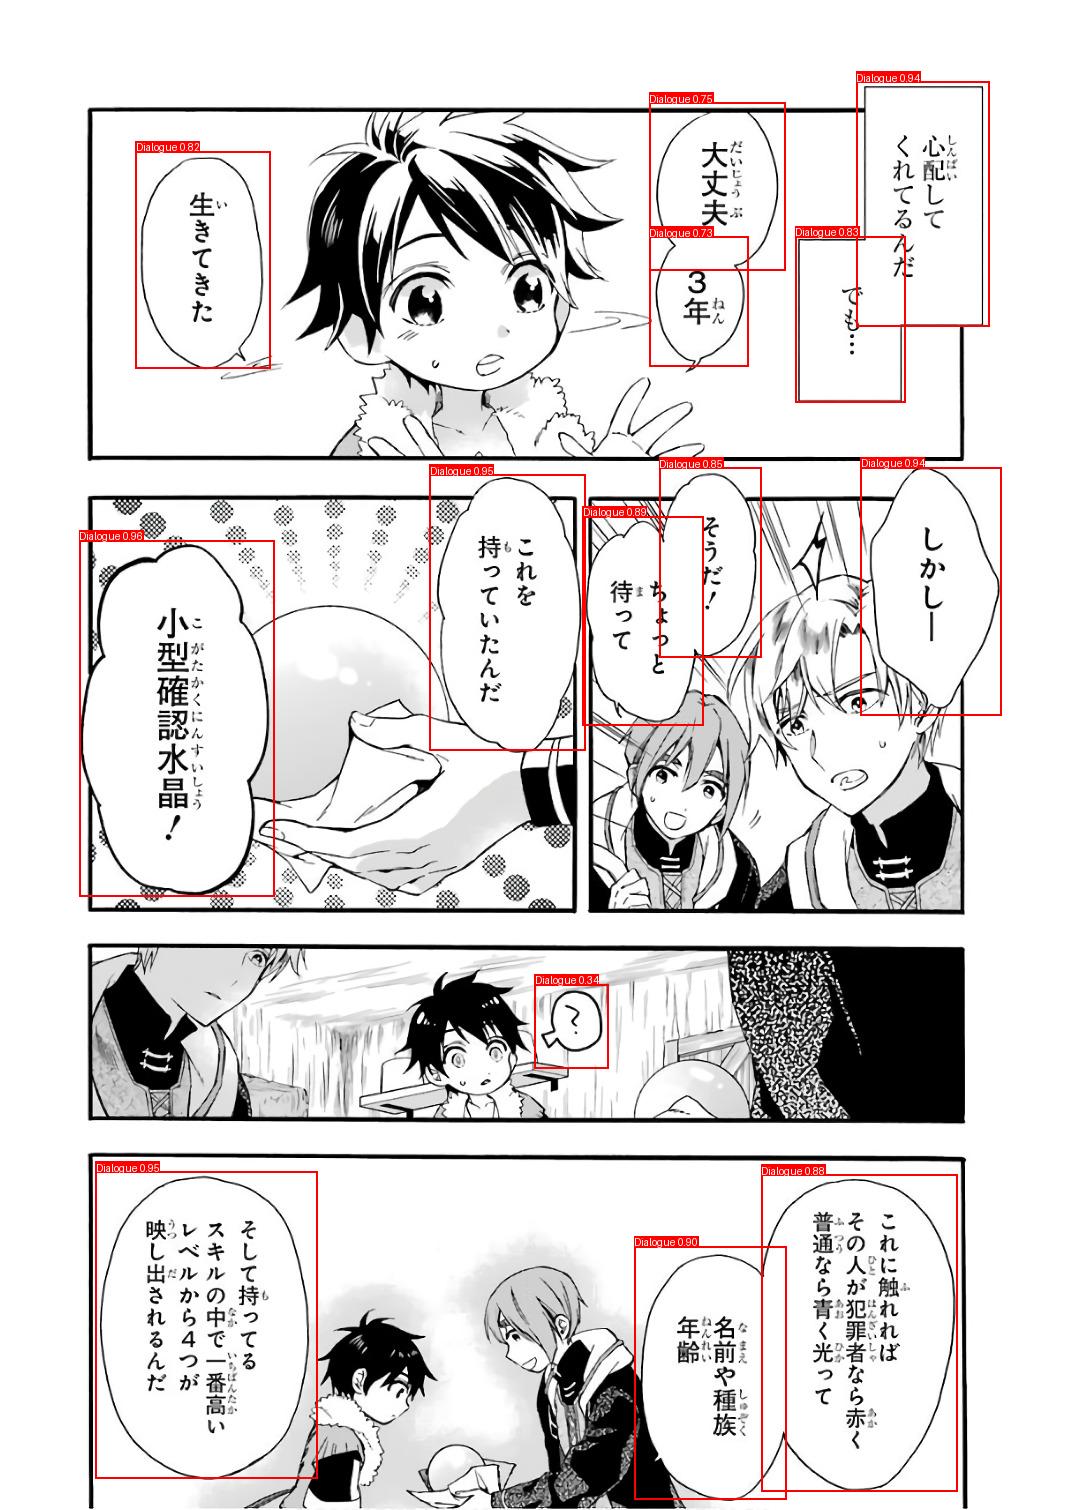 Dialogue 0.94
心配して
くれてるんだ
Dialogue 0.83
でも…
Dialogue 0.75
大丈夫
Dialogue 0.73
3年
Dialogue 0.82
生きてきた
Dialogue 0.94
しかし―
Dialogue 0.85
そうだ!
Dialogue 0.89
ちょっと
待って
Dialogue 0.95
これを
持っていたんだ
Dialogue 0.96
小型確認水晶!
Dialogue 0.34
?
Dialogue 0.88
これに触れれば
その人が犯罪者なら赤く
普通なら青く光って
Dialogue 0.90
名前や種族
年齢
Dialogue 0.95
そして持ってる
スキルの中で一番高い
レベルから4つが
映し出されるんだ